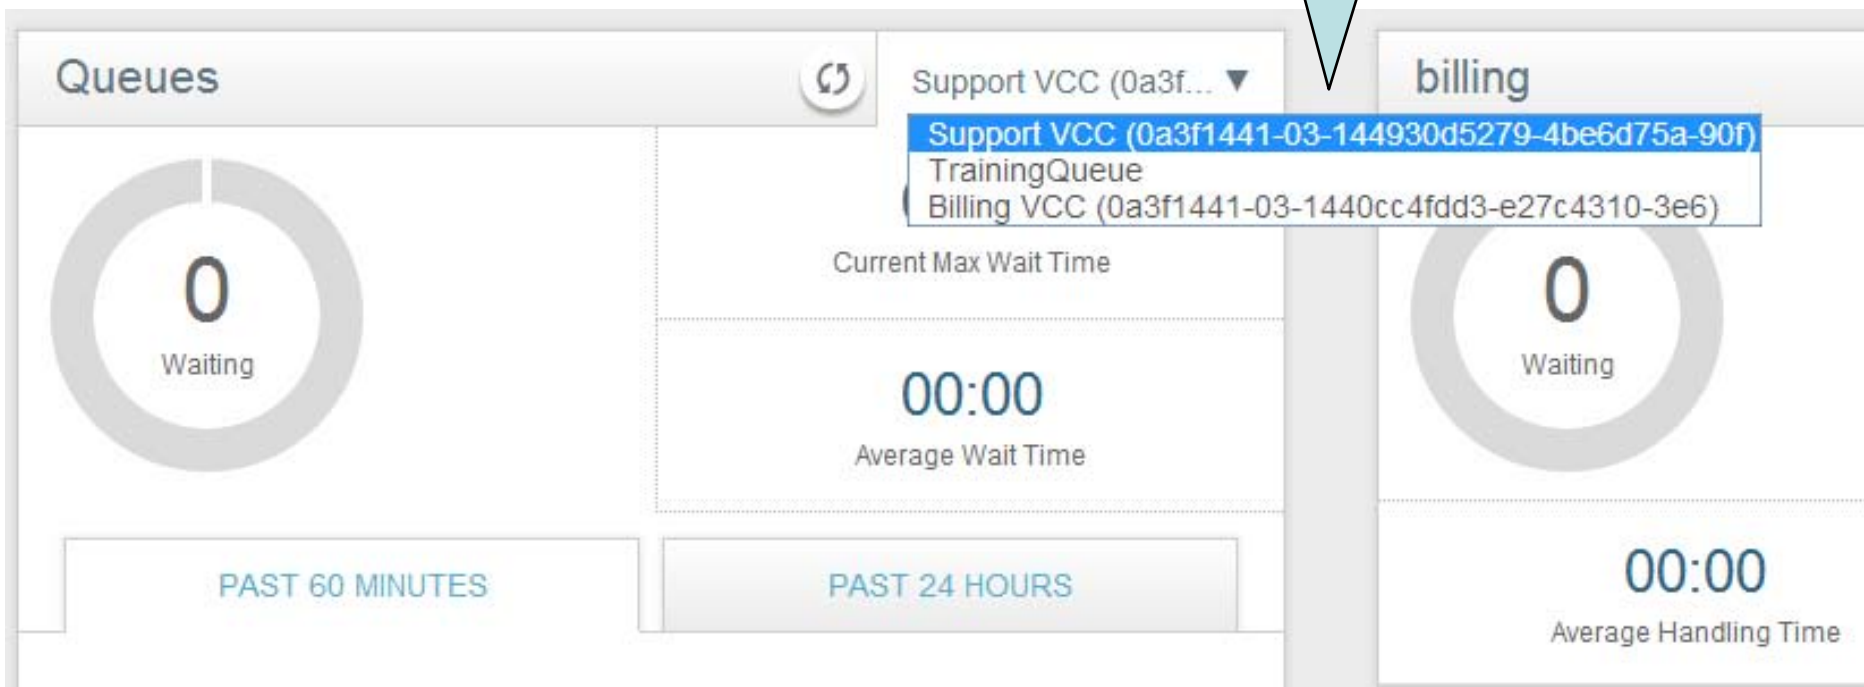 Queues
Support VCC (0a3f... ▼
Support VCC (0a3f1441-03-144930d5279-4be6d75a-90f)
TrainingQueue
Billing VCC (0a3f1441-03-1440cc4fdd3-e27c4310-3e6)
0
Waiting
Current Max Wait Time
00:00
Average Wait Time
PAST 60 MINUTES
PAST 24 HOURS
billing
0
Waiting
00:00
Average Handling Time